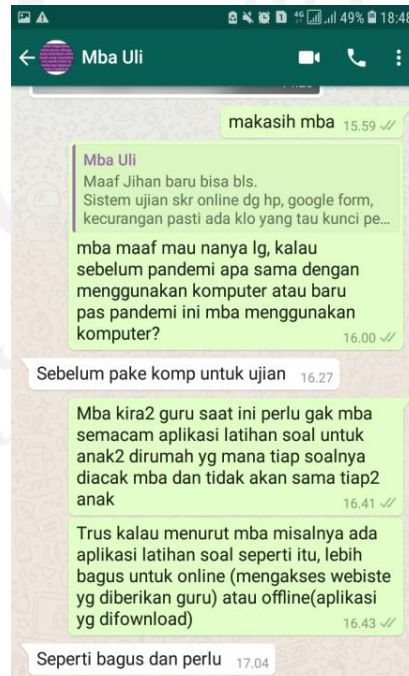 49% 18:48
Mba Uli
makasih mba 15.59
Mba Uli
Maaf Jihan baru bisa bls.
Sistem ujian skr online dg hp, google form,
kecurangan pasti ada klo yang tau kunci pe...
mba maaf mau nanya lg, kalau
sebelum pandemi apa sama dengan
menggunakan komputer atau baru
pas pandemi ini mba menggunakan
komputer?
16.00
Sebelum pake komp untuk ujian 16.27
Mba kira2 guru saat ini perlu gak mba
semacam aplikasi latihan soal untuk
anak2 dirumah yg mana tiap soalnya
diacak mba dan tidak akan sama tiap2
anak
16.41
Trus kalau menurut mba misalnya ada
aplikasi latihan soal seperti itu, lebih
bagus untuk online (mengakses webiste
yg diberikan guru) atau offline(aplikasi
yg difownload)
16.43
Seperti bagus dan perlu 17.04